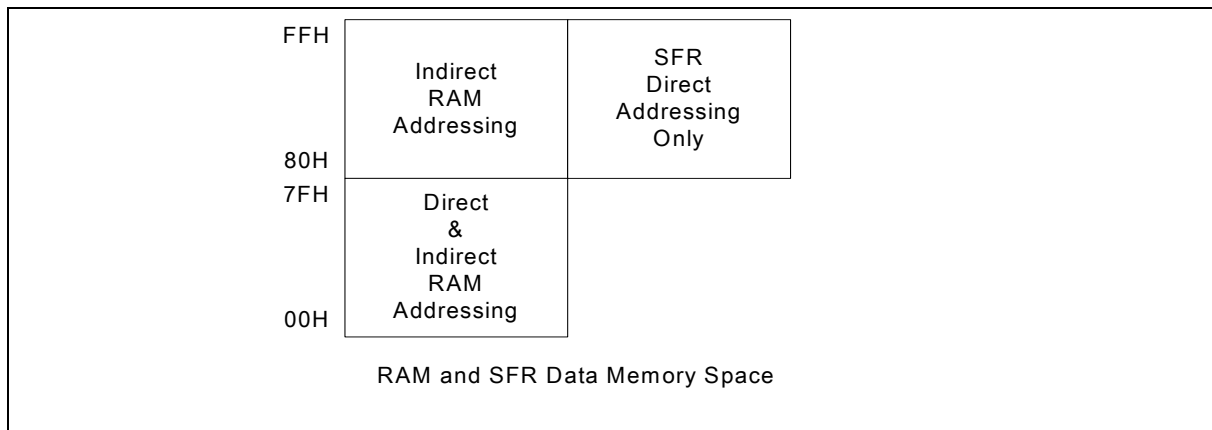 FFH
Indirect
RAM
Addressing
SFR
Direct
Addressing
Only
80H
7FH
Direct
&
Indirect
RAM
Addressing
00H
RAM and SFR Data Memory Space